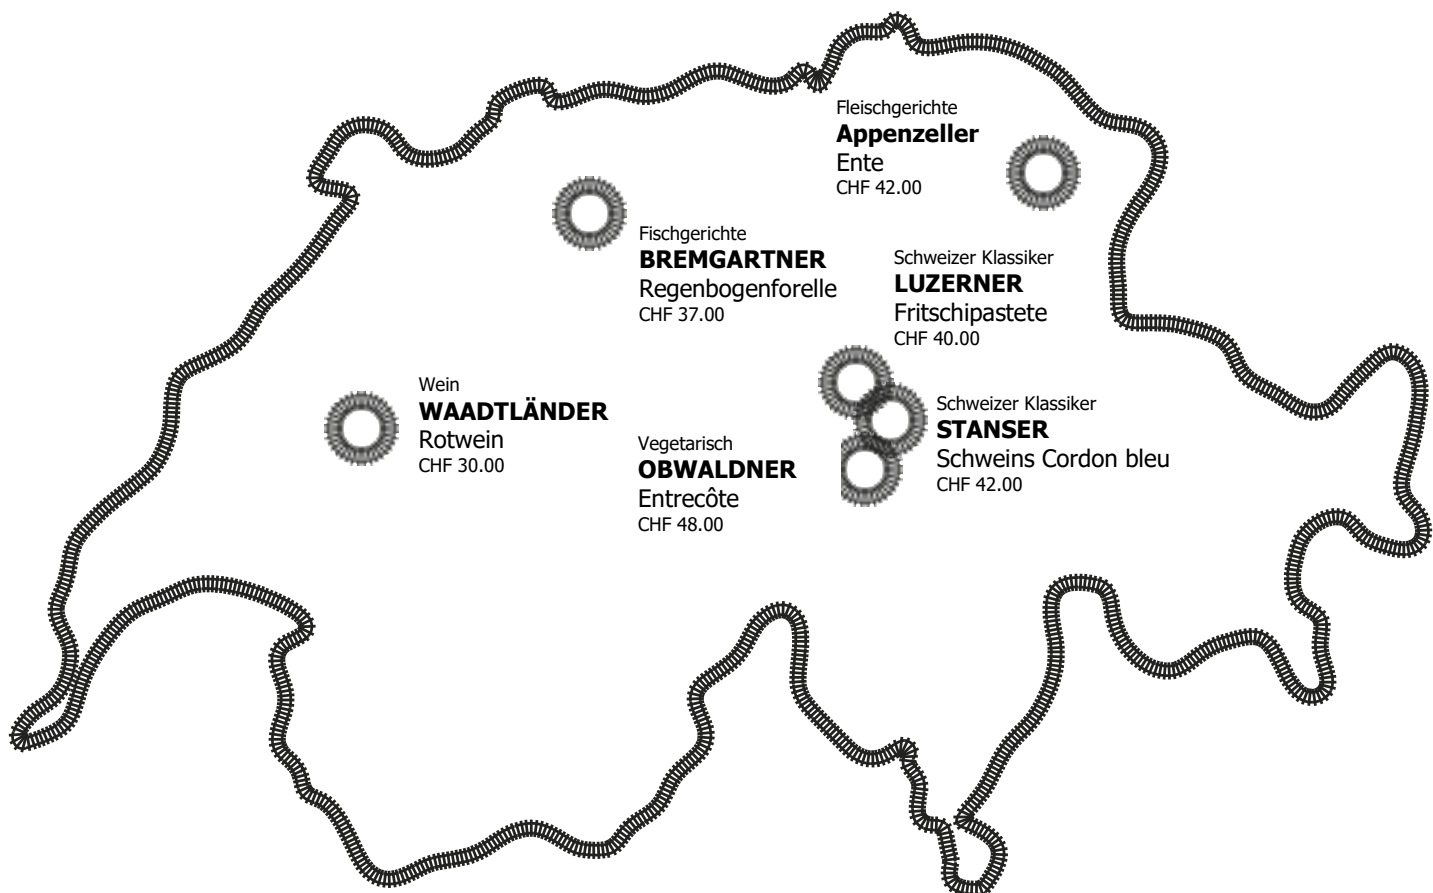 Fleischgerichte
Appenzeller
Ente
CHF 42.00
Fischgerichte
BREMGARTNER
Regenbogenforelle
CHF 37.00
Schweizer Klassiker
LUZERNER
Fritschipastete
CHF 40.00
Wein
WAADTLÄNDER
Rotwein
CHF 30.00
Vegetarisch
OBWALDNER
Entrecôte
CHF 48.00
Schweizer Klassiker
STANSER
Schweins Cordon bleu
CHF 42.00